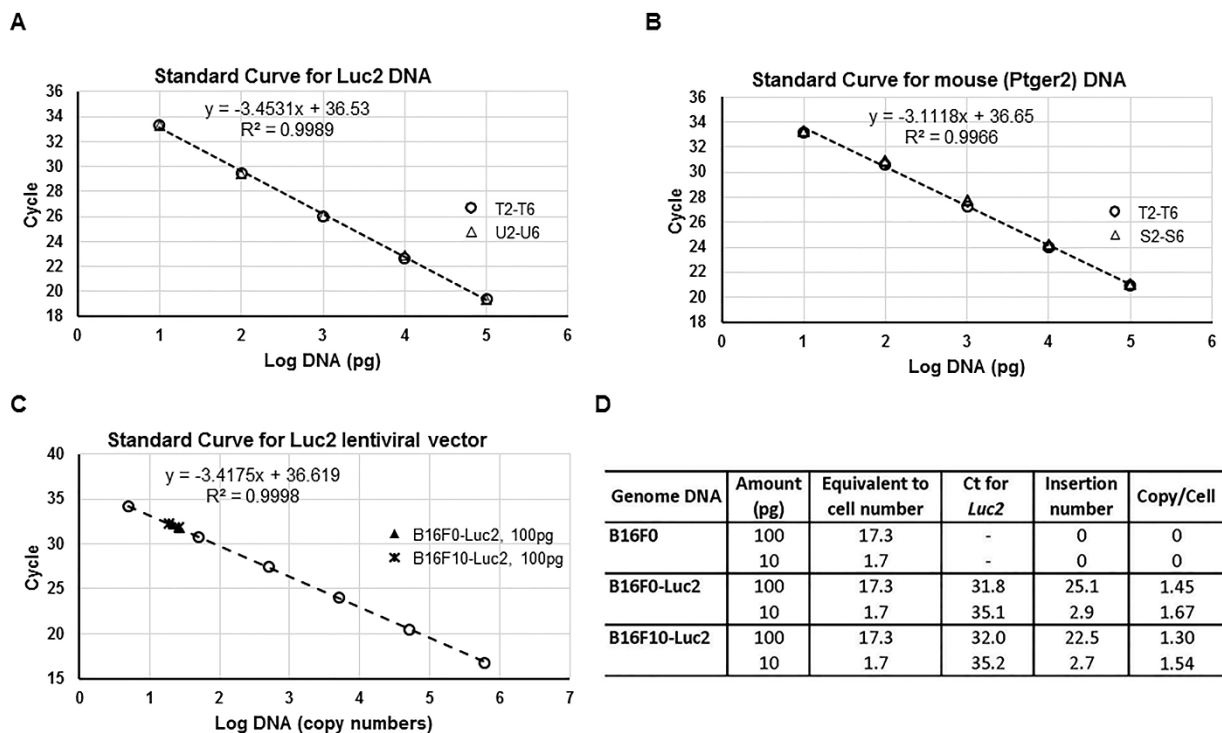 A
Standard Curve for Luc2 DNA
y = -3.4531x + 36.53
R² = 0.9989
36
34
32
30
28
26
24
22
20
18
Cycle
T2-T6
U2-U6
0 1 2 3 4 5 6
Log DNA (pg)
B
Standard Curve for mouse (Ptger2) DNA
y = -3.1118x + 36.65
R² = 0.9966
36
34
32
30
28
26
24
22
20
18
Cycle
T2-T6
S2-S6
0 1 2 3 4 5 6
Log DNA (pg)
C
Standard Curve for Luc2 lentiviral vector
y = -3.4175x + 36.619
R² = 0.9998
40
35
30
25
20
15
Cycle
B16F0-Luc2, 100pg
B16F10-Luc2, 100pg
0 1 2 3 4 5 6 7
Log DNA (copy numbers)
D
Genome DNA Amount (pg) Equivalent to cell number Ct for Luc2 Insertion number Copy/Cell
B16F0 100 17.3 - 0 0
10 1.7 - 0 0
B16F0-Luc2 100 17.3 31.8 25.1 1.45
10 1.7 35.1 2.9 1.67
B16F10-Luc2 100 17.3 32.0 22.5 1.30
10 1.7 35.2 2.7 1.54